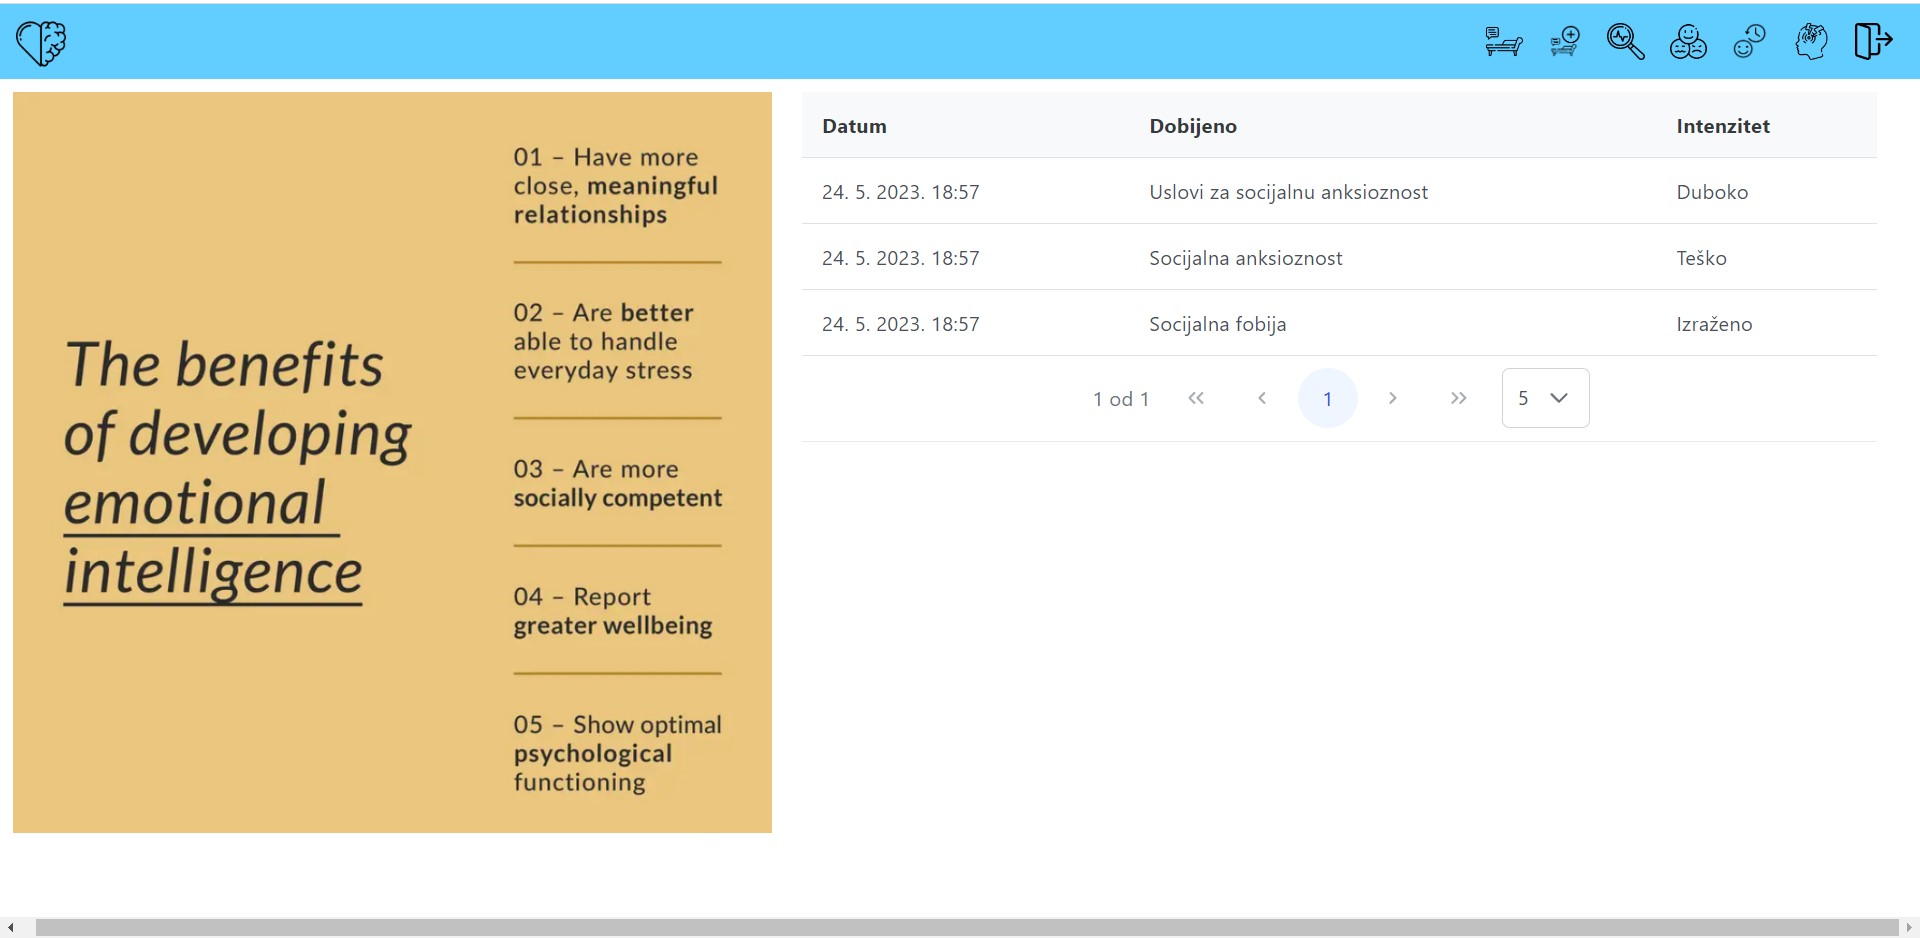 The benefits
of developing
emotional
intelligence
01 – Have more
close, meaningful
relationships
02 – Are better
able to handle
everyday stress
03 – Are more
socially competent
04 – Report
greater wellbeing
05 – Show optimal
psychological
functioning
Datum Dobijeno Intenzitet
24. 5. 2023. 18:57 Uslovi za socijalnu anksioznost Duboko
24. 5. 2023. 18:57 Socijalna anksioznost Teško
24. 5. 2023. 18:57 Socijalna fobija Izraženo
1 od 1 « ‹ 1 › » 5